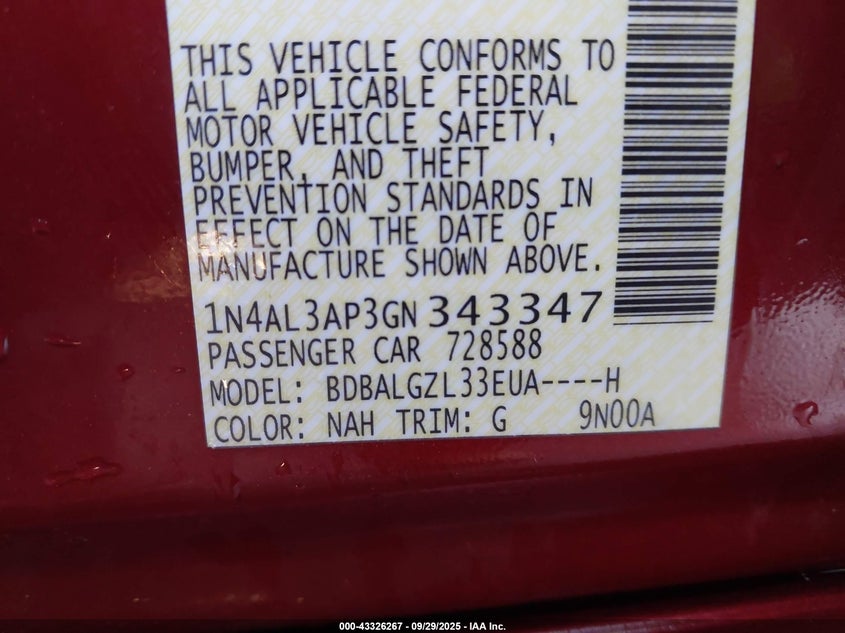 THIS VEHICLE CONFORMS TO
ALL APPLICABLE FEDERAL
MOTOR VEHICLE SAFETY,
BUMPER, AND THEFT
PREVENTION STANDARDS IN
EFFECT ON THE DATE OF
MANUFACTURE SHOWN ABOVE.
1N4AL3AP3GN343347
PASSENGER CAR 728588
MODEL: BDBALGZL33EUA----H
COLOR: NAH TRIM: G 9N00A
000-43326267 - 09/29/2025 - IAA Inc.